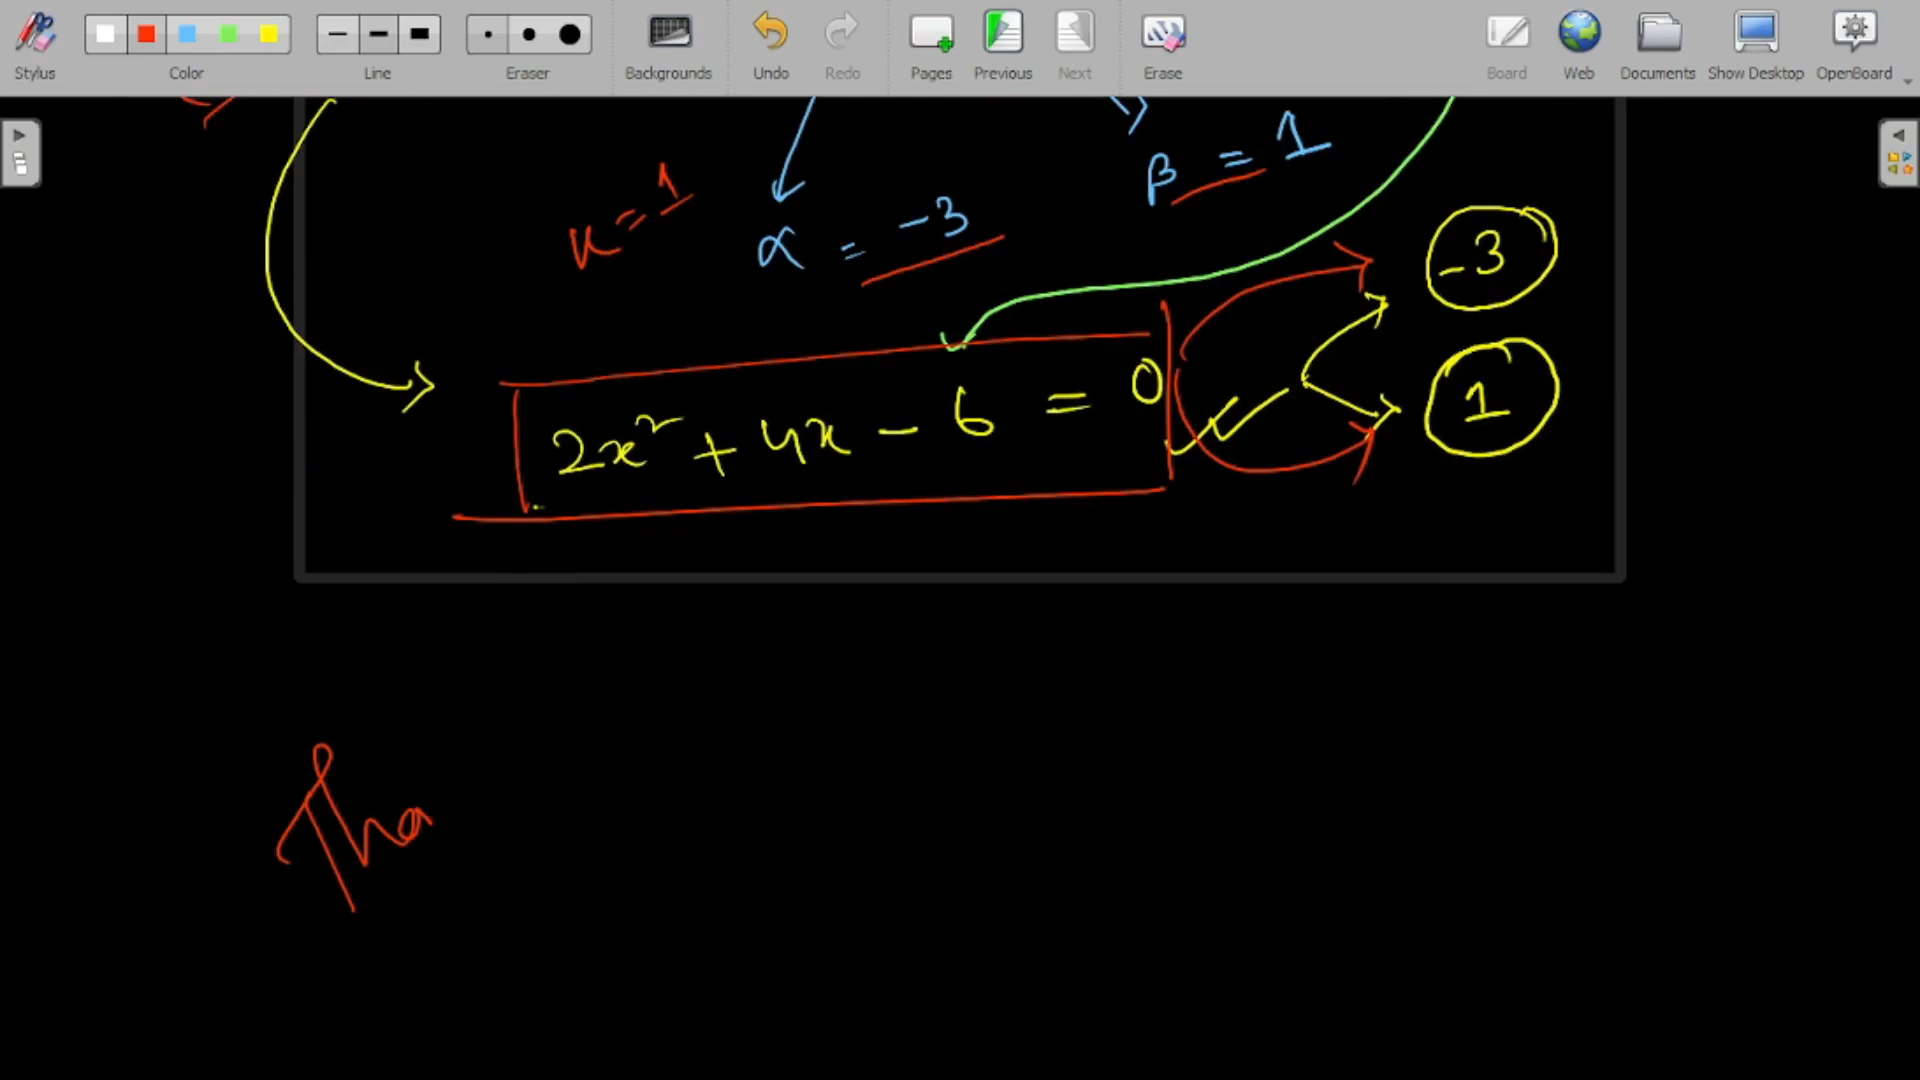 Stylus
Color
Line
Eraser
Backgrounds
Undo
Redo
Pages
Previous
Next
Erase
Board
Web
Documents
Show Desktop
OpenBoard
β = 1
α = -3
-3
2x² + 4x - 6 = 0
1
Tha